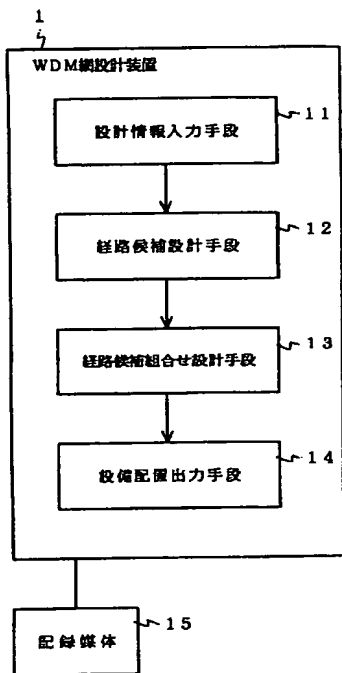 1
WDM網設計装置
設計情報入力手段
11
経路候補設計手段
12
経路候補組合せ設計手段
13
設備配置出力手段
14
記録媒体
15